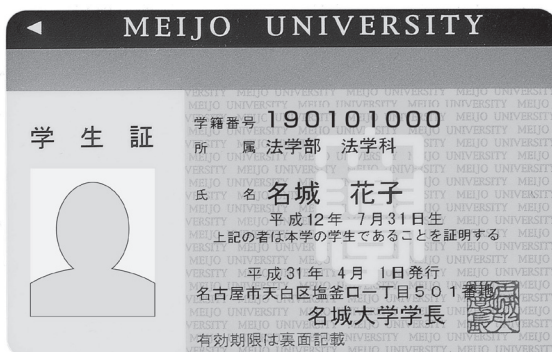 MEIJO UNIVERSITY
学生証
学籍番号 190101000
所属 法学部 法学科
氏名 名城 花子
平成12年 7月31日生
上記の者は本学の学生であることを証明する
平成31年 4月 1日発行
名古屋市天白区塩釜口一丁目501番地
名城大学学長
有効期限は裏面記載